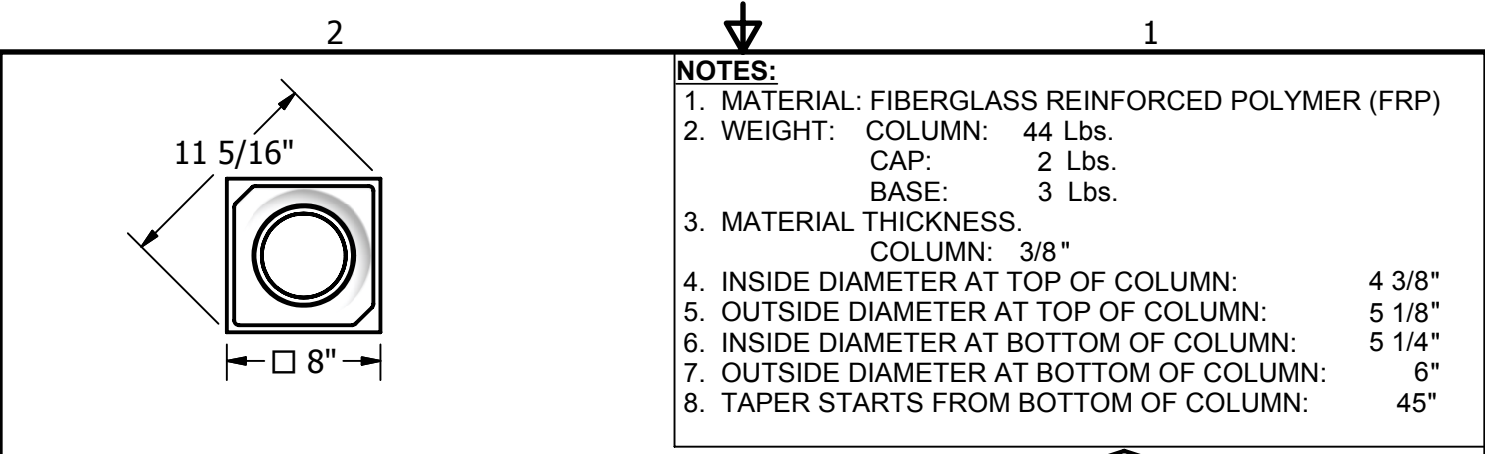 2
1
11 5/16"
□ 8"
NOTES:
1. MATERIAL: FIBERGLASS REINFORCED POLYMER (FRP)
2. WEIGHT: COLUMN: 44 Lbs.
CAP: 2 Lbs.
BASE: 3 Lbs.
3. MATERIAL THICKNESS.
COLUMN: 3/8"
4. INSIDE DIAMETER AT TOP OF COLUMN: 4 3/8"
5. OUTSIDE DIAMETER AT TOP OF COLUMN: 5 1/8"
6. INSIDE DIAMETER AT BOTTOM OF COLUMN: 5 1/4"
7. OUTSIDE DIAMETER AT BOTTOM OF COLUMN: 6"
8. TAPER STARTS FROM BOTTOM OF COLUMN: 45"